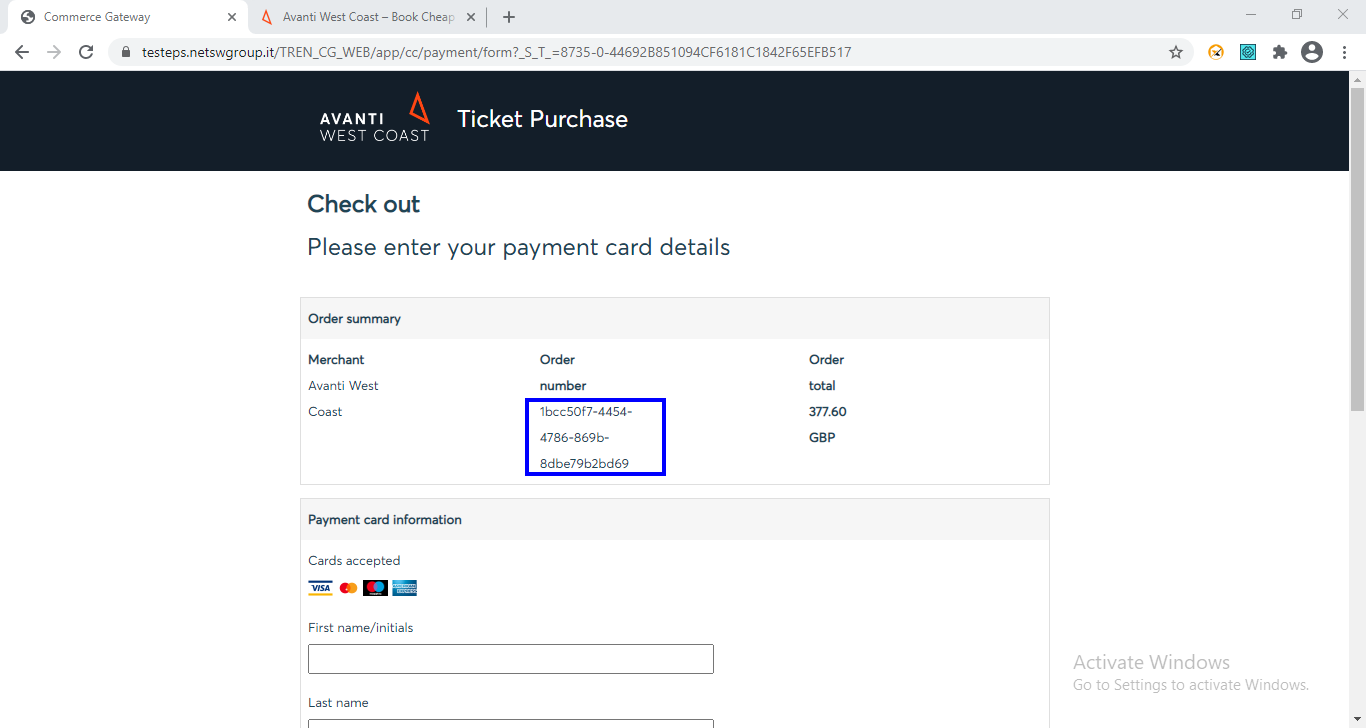 Commerce Gateway
Avanti West Coast – Book Cheap
testeps.netswgroup.it/TREN_CG_WEB/app/cc/payment/form?_S_T_=8735-0-44692B851094CF6181C1842F65EFB517
AVANTI
WEST COAST
Ticket Purchase
Check out
Please enter your payment card details
Order summary
Merchant
Avanti West
Coast
Order
number
1bcc50f7-4454-
4786-869b-
8dbe79b2bd69
Order
total
377.60
GBP
Payment card information
Cards accepted
VISA
First name/initials
Last name
Activate Windows
Go to Settings to activate Windows.